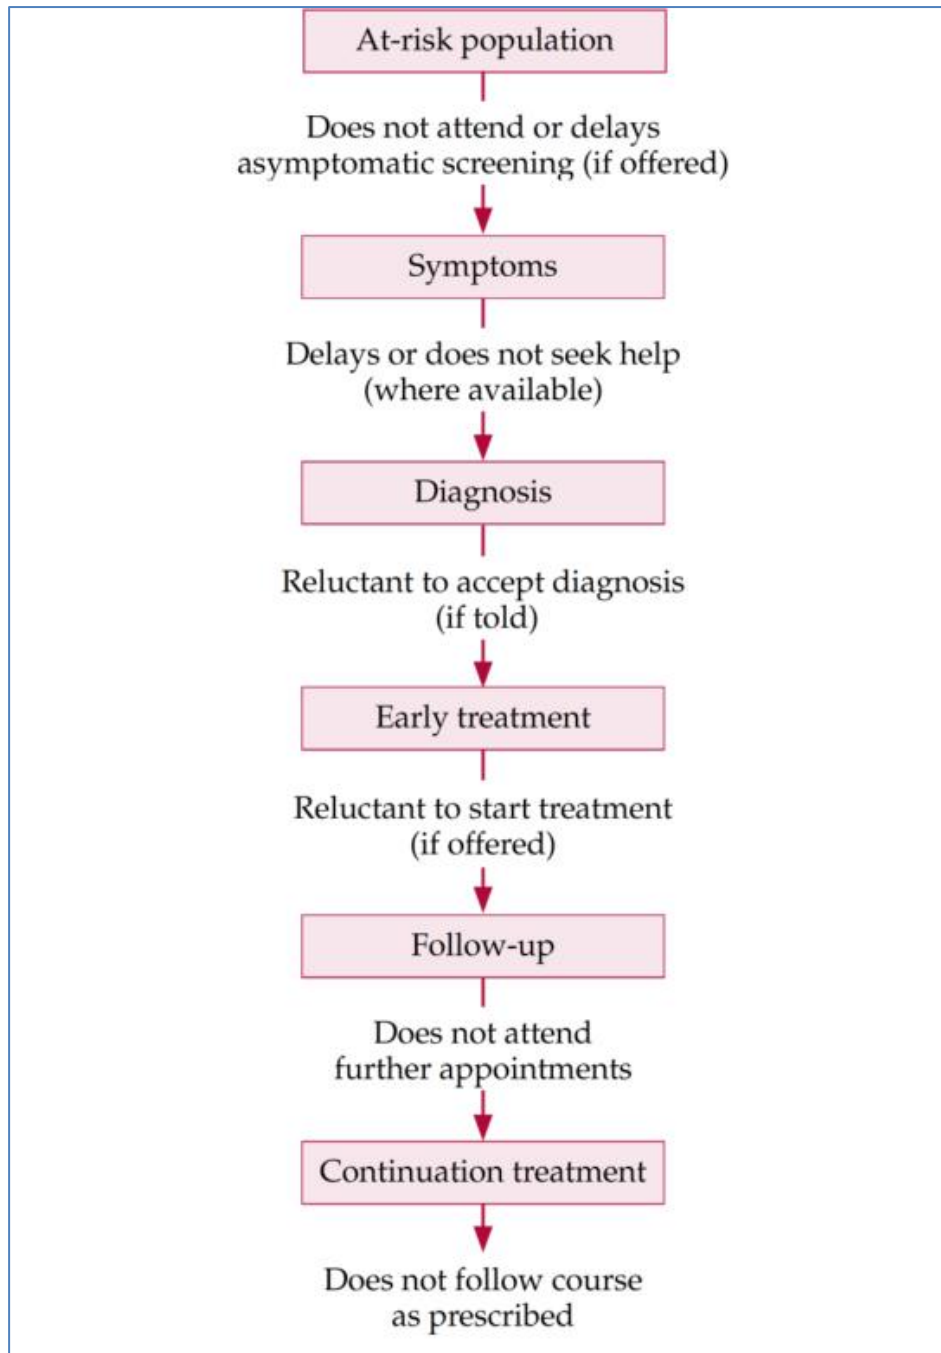 At-risk population
Does not attend or delays
asymptomatic screening (if offered)
Symptoms
Delays or does not seek help
(where available)
Diagnosis
Reluctant to accept diagnosis
(if told)
Early treatment
Reluctant to start treatment
(if offered)
Follow-up
Does not attend
further appointments
Continuation treatment
Does not follow course
as prescribed